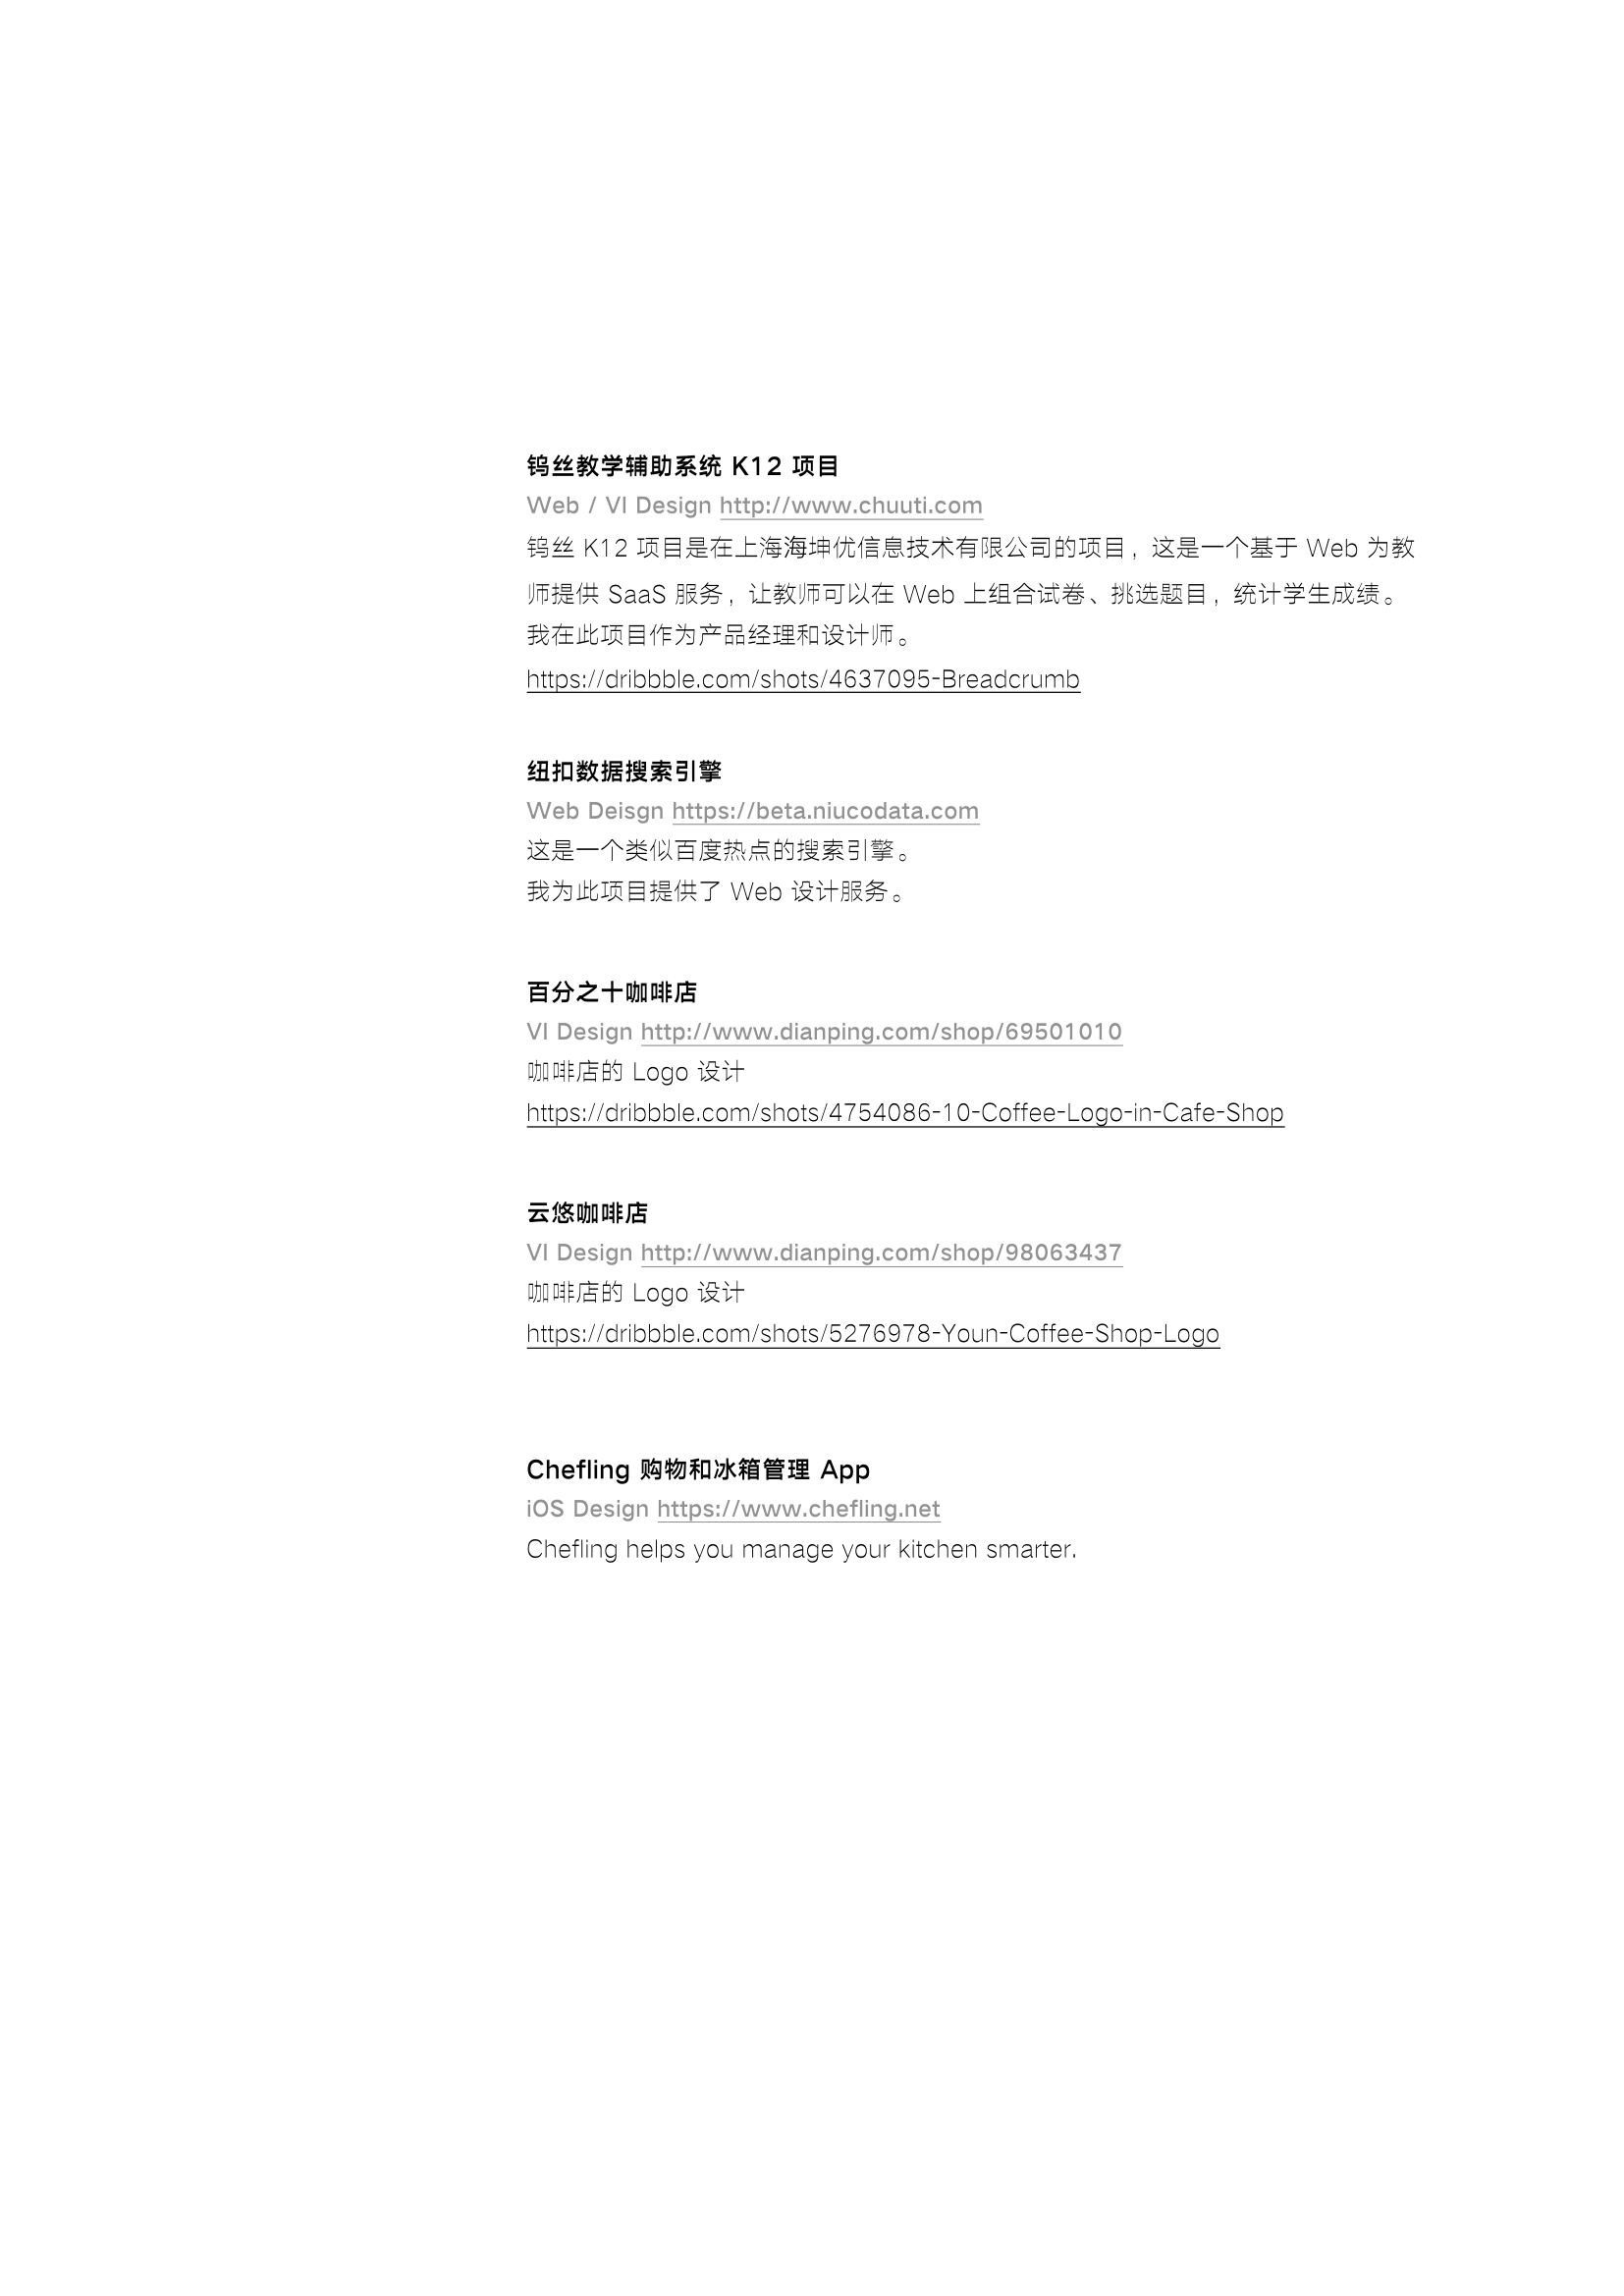 钨丝教学辅助系统 K12 项目
Web / VI Design http://www.chuuti.com
钨丝 K12 项目是在上海海坤优信息技术有限公司的项目，这是一个基于 Web 为教
师提供 SaaS 服务，让教师可以在 Web 上组合试卷、挑选题目，统计学生成绩。
我在此项目作为产品经理和设计师。
https://dribbble.com/shots/4637095-Breadcrumb
纽扣数据搜索引擎
Web Deisgn https://beta.niucodata.com
这是一个类似百度热点的搜索引擎。
我为此项目提供了 Web 设计服务。
百分之十咖啡店
VI Design http://www.dianping.com/shop/69501010
咖啡店的 Logo 设计
https://dribbble.com/shots/4754086-10-Coffee-Logo-in-Cafe-Shop
云悠咖啡店
VI Design http://www.dianping.com/shop/98063437
咖啡店的 Logo 设计
https://dribbble.com/shots/5276978-Youn-Coffee-Shop-Logo
Chefling 购物和冰箱管理 App
iOS Design https://www.chefling.net
Chefling helps you manage your kitchen smarter.